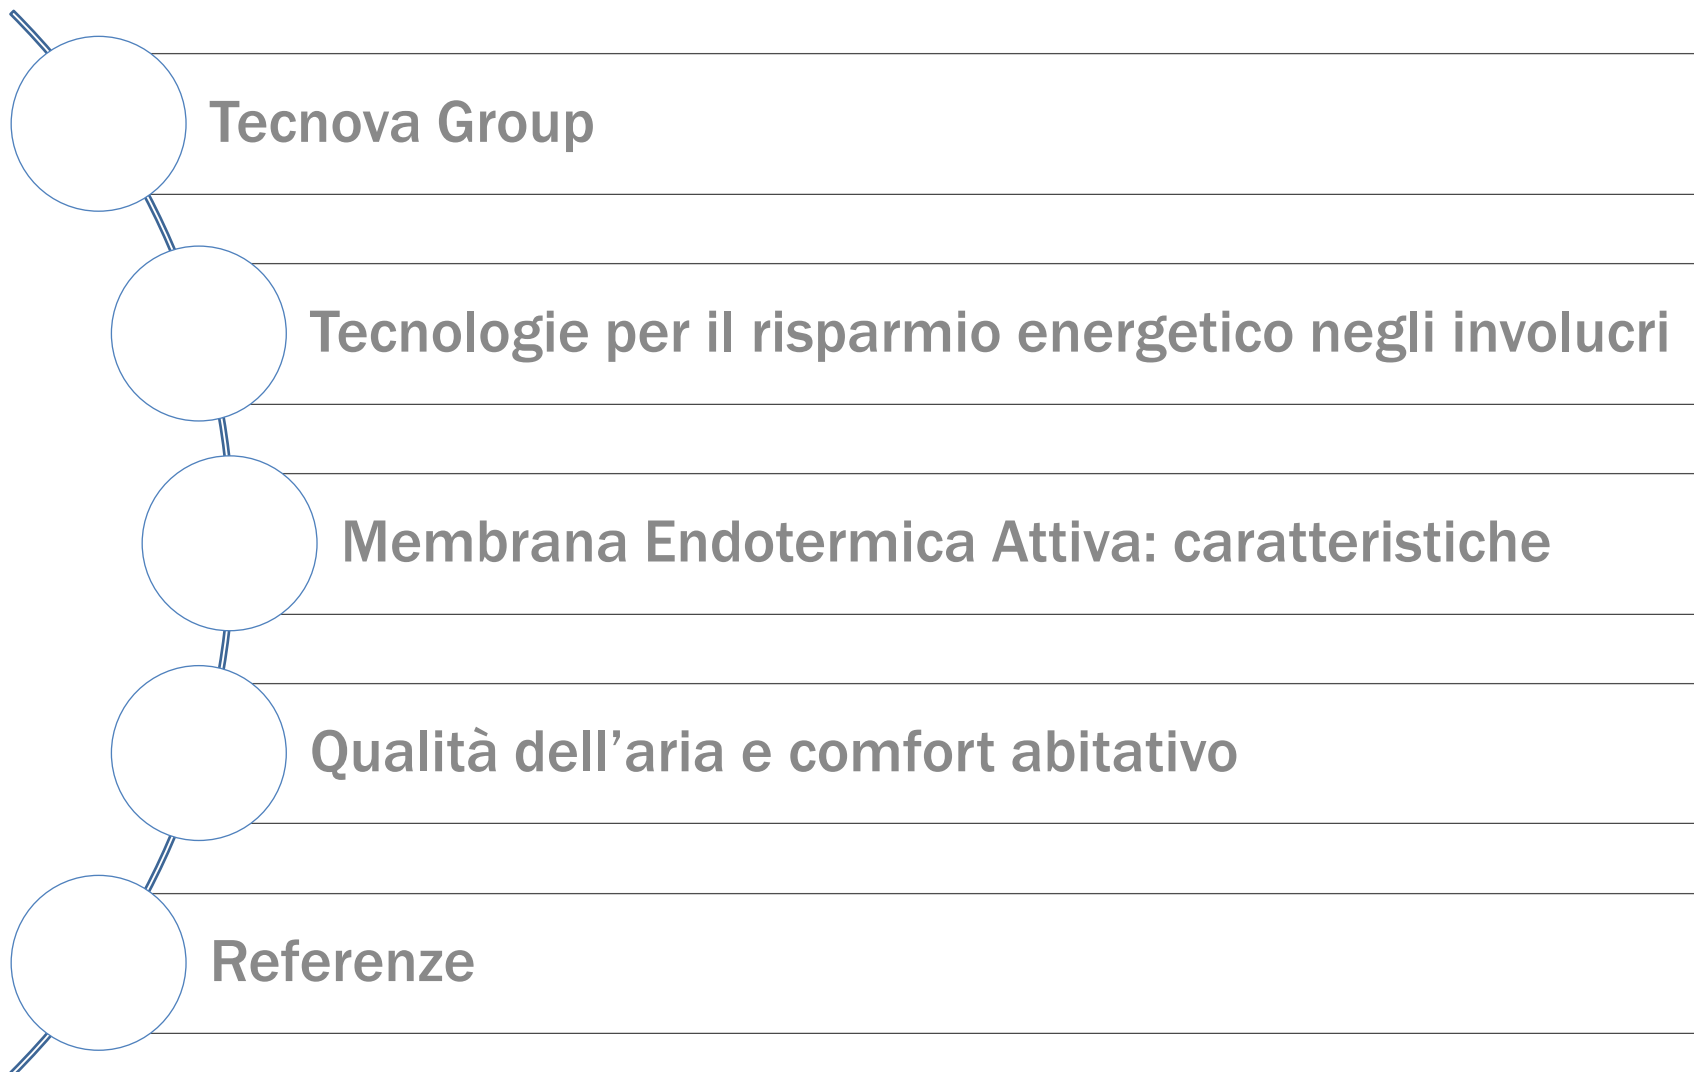 Tecnova Group
Tecnologie per il risparmio energetico negli involucri
Membrana Endotermica Attiva: caratteristiche
Qualità dell’aria e comfort abitativo
Referenze